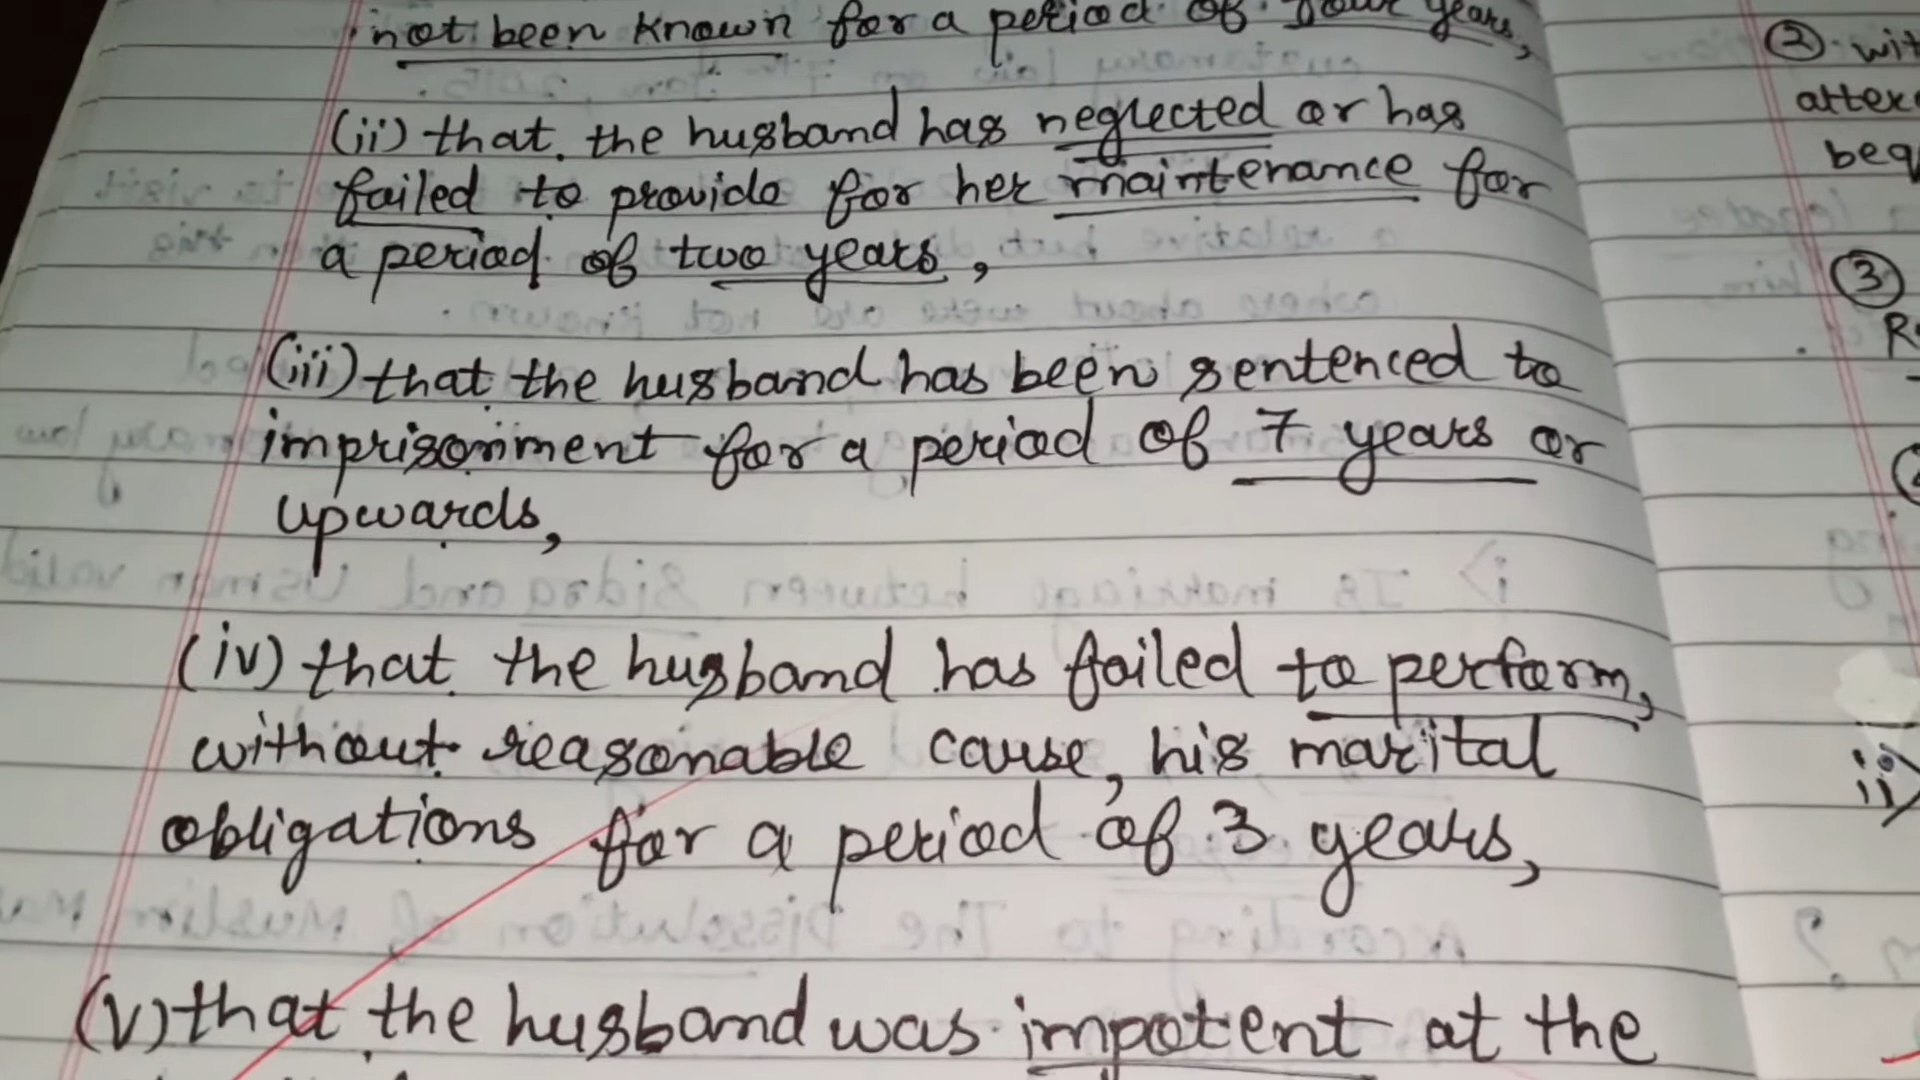 not been known for a period of four years,
(ii) that the husband has neglected or has
failed to provide for her maintenance for
a period of two years,
(iii) that the husband has been sentenced to
imprisonment for a period of 7 years or
upwards,
(iv) that the husband has failed to perform,
without reasonable cause, his marital
obligations for a period of 3 years,
(v) that the husband was impotent at the
②
③
ii)